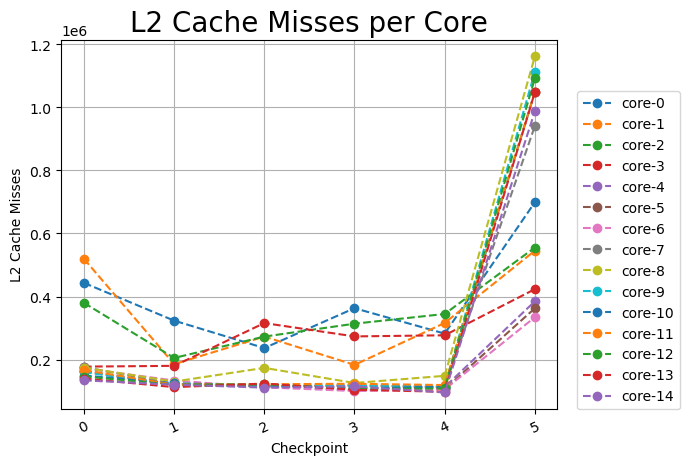 L2 Cache Misses per Core
1e6
1.2
1.0
0.8
0.6
0.4
0.2
L2 Cache Misses
0 1 2 3 4 5
Checkpoint
core-0
core-1
core-2
core-3
core-4
core-5
core-6
core-7
core-8
core-9
core-10
core-11
core-12
core-13
core-14